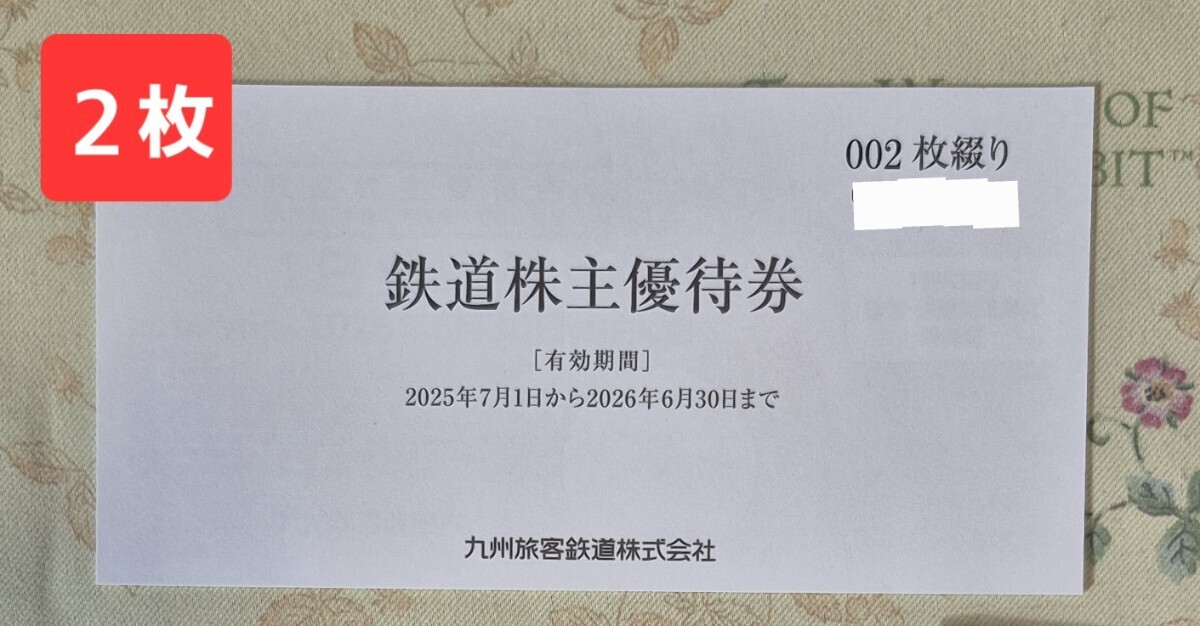 ２枚
OF
BIT™
002 枚綴り
鉄道株主優待券
［有効期間］
2025年7月1日から2026年6月30日まで
九州旅客鉄道株式会社